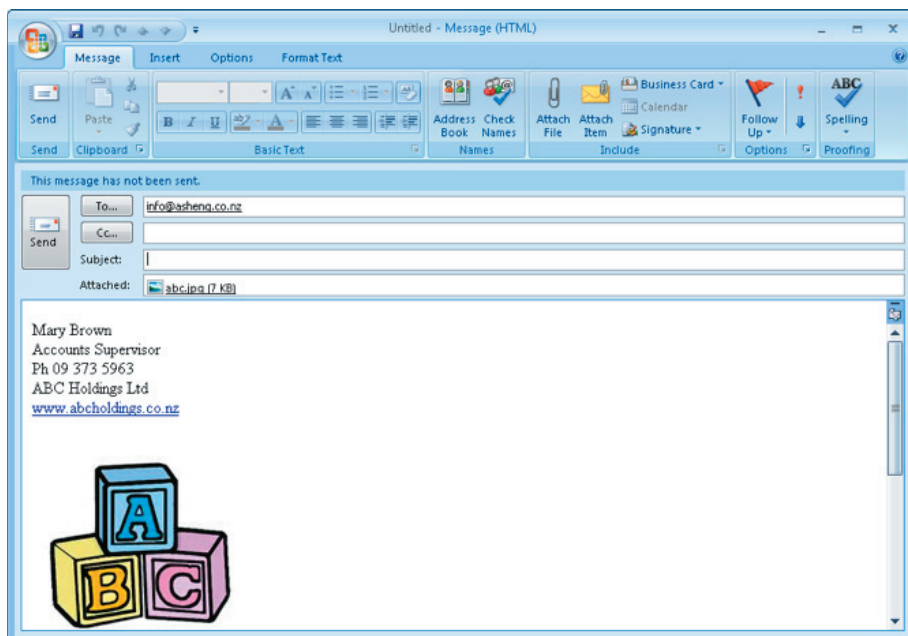 Untitled - Message (HTML)
Message Insert Options Format Text
Send Paste B I U abc A A A Address Book Check Names Attach File Attach Item Business Card Calendar Signature Follow Up ABC Spelling
Send Clipboard Basic Text Names Include Options Proofing
This message has not been sent.
To... info@asheng.co.nz
Cc...
Send
Subject:
Attached: abc.jpg (7 KB)
Mary Brown
Accounts Supervisor
Ph 09 373 5963
ABC Holdings Ltd
www.abcholdings.co.nz
A
B C